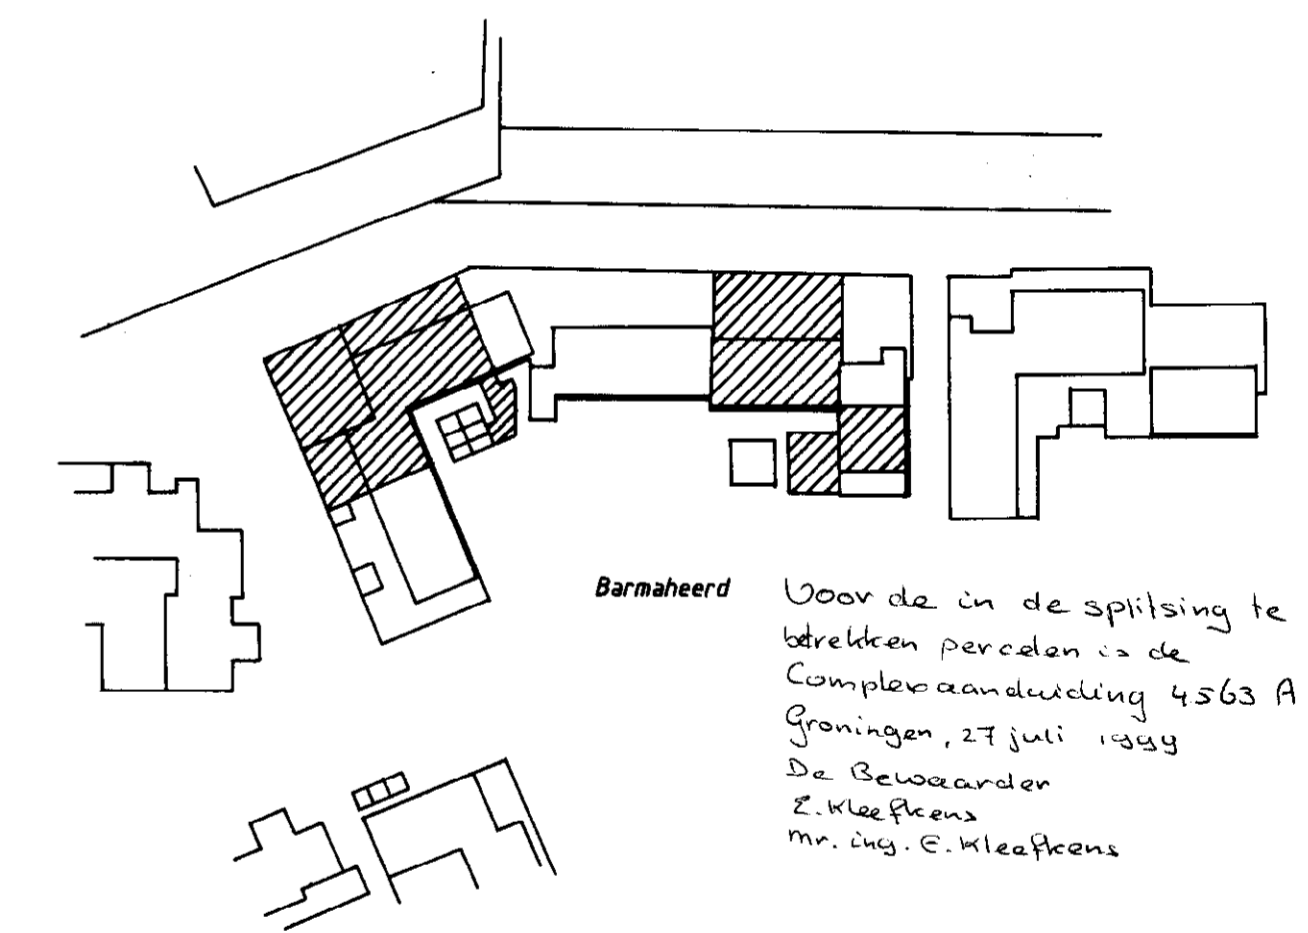 Barmaheerd
Voor de in de splitsing te
betrekken percelen is de
Complexaanduiding 4563 A
Groningen, 27 juli 1999
De Bewaarder
E. Kleefkens
mr. ing. E. Kleefkens